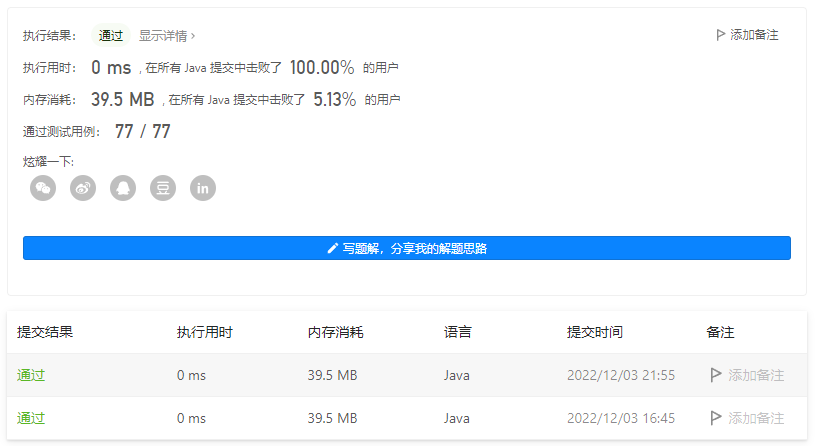 执行结果： 通过 显示详情 › 添加备注
执行用时： 0 ms , 在所有 Java 提交中击败了 100.00% 的用户
内存消耗： 39.5 MB , 在所有 Java 提交中击败了 5.13% 的用户
通过测试用例： 77 / 77
炫耀一下:
豆 in
写题解，分享我的解题思路
提交结果 执行用时 内存消耗 语言 提交时间 备注
通过 0 ms 39.5 MB Java 2022/12/03 21:55 添加备注
通过 0 ms 39.5 MB Java 2022/12/03 16:45 添加备注